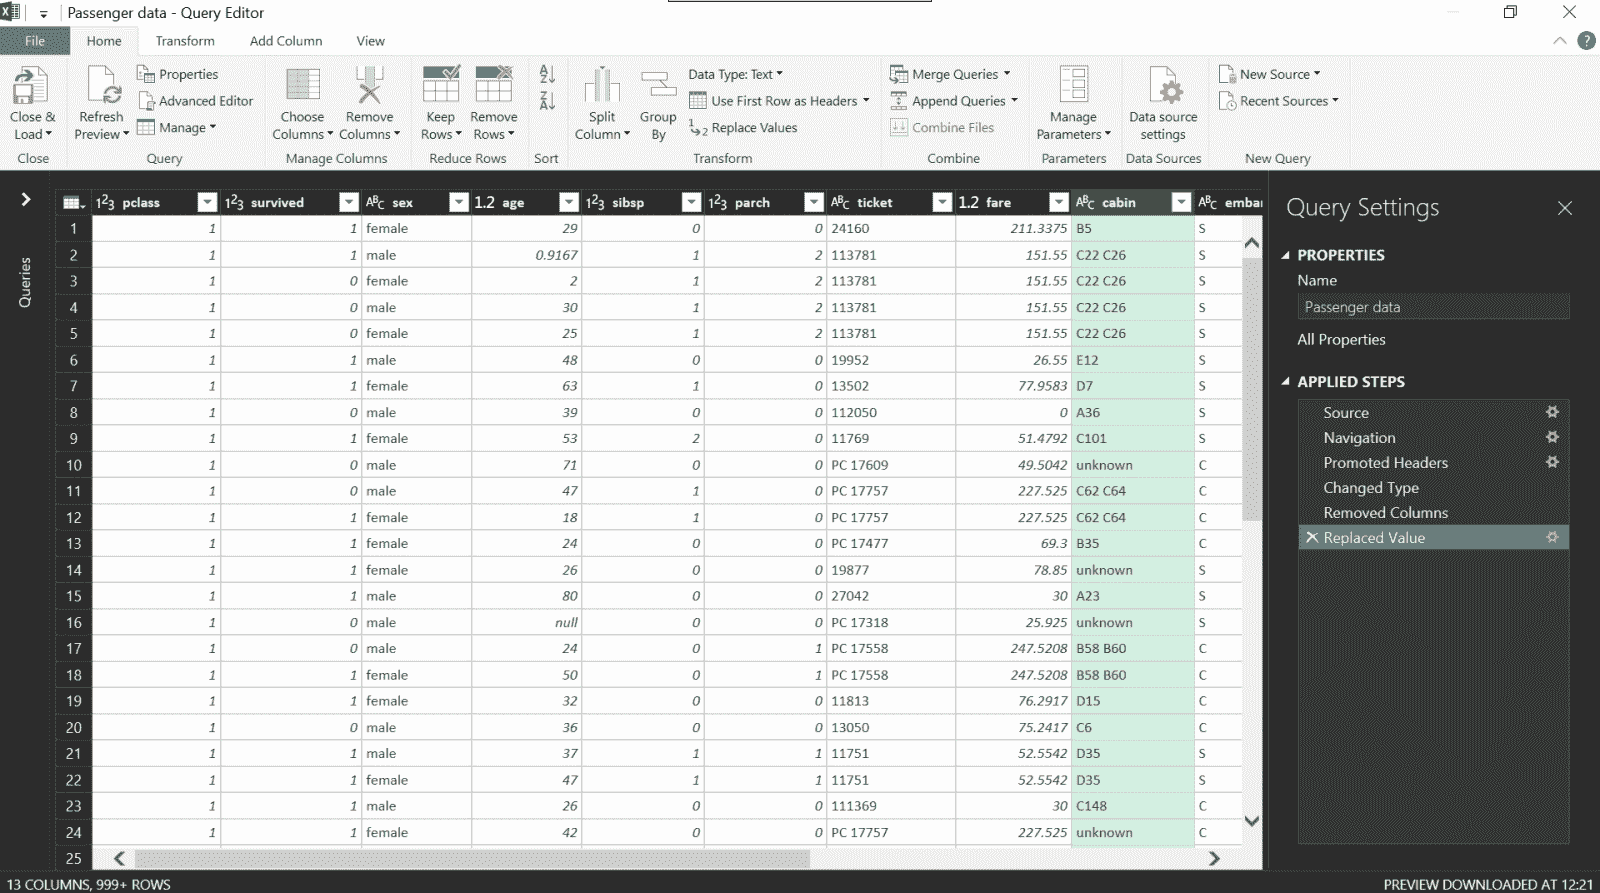 Passenger data - Query Editor
File Home Transform Add Column View
Close & Load
Refresh Preview
Properties
Advanced Editor
Manage
Choose Columns
Remove Columns
Keep Rows
Remove Rows
Split Column
Group By
Data Type: Text
Use First Row as Headers
Replace Values
Merge Queries
Append Queries
Combine Files
Manage Parameters
Data source settings
New Source
Recent Sources
Close Query Manage Columns Reduce Rows Sort Transform Combine Parameters Data Sources New Query
Queries
123 pclass 123 survived ABC sex 1.2 age 123 sibsp 123 parch ABC ticket 1.2 fare ABC cabin ABC embar
1 1 1 female 29 0 0 24160 211.3375 B5 S
2 1 1 male 0.9167 1 2 113781 151.55 C22 C26 S
3 1 0 female 2 1 2 113781 151.55 C22 C26 S
4 1 0 male 30 1 2 113781 151.55 C22 C26 S
5 1 0 female 25 1 2 113781 151.55 C22 C26 S
6 1 1 male 48 0 0 19952 26.55 E12 S
7 1 1 female 63 1 0 13502 77.9583 D7 S
8 1 0 male 39 0 0 112050 0 A36 S
9 1 1 female 53 2 0 11769 51.4792 C101 S
10 1 0 male 71 0 0 PC 17609 49.5042 unknown C
11 1 0 male 47 1 0 PC 17757 227.525 C62 C64 C
12 1 1 female 18 1 0 PC 17757 227.525 C62 C64 C
13 1 1 female 24 0 0 PC 17477 69.3 B35 C
14 1 1 female 26 0 0 19877 78.85 unknown S
15 1 1 male 80 0 0 27042 30 A23 S
16 1 0 male null 0 0 PC 17318 25.925 unknown S
17 1 0 male 24 0 1 PC 17558 247.5208 B58 B60 C
18 1 1 female 50 0 1 PC 17558 247.5208 B58 B60 C
19 1 1 female 32 0 0 11813 76.2917 D15 C
20 1 0 male 36 0 0 13050 75.2417 C6 C
21 1 1 male 37 1 1 11751 52.5542 D35 S
22 1 1 female 47 1 1 11751 52.5542 D35 S
23 1 1 male 26 0 0 111369 30 C148 C
24 1 1 female 42 0 0 PC 17757 227.525 unknown C
25
Query Settings
PROPERTIES
Name
Passenger data
All Properties
APPLIED STEPS
Source
Navigation
Promoted Headers
Changed Type
Removed Columns
Replaced Value
13 COLUMNS, 999+ ROWS
PREVIEW DOWNLOADED AT 12:21